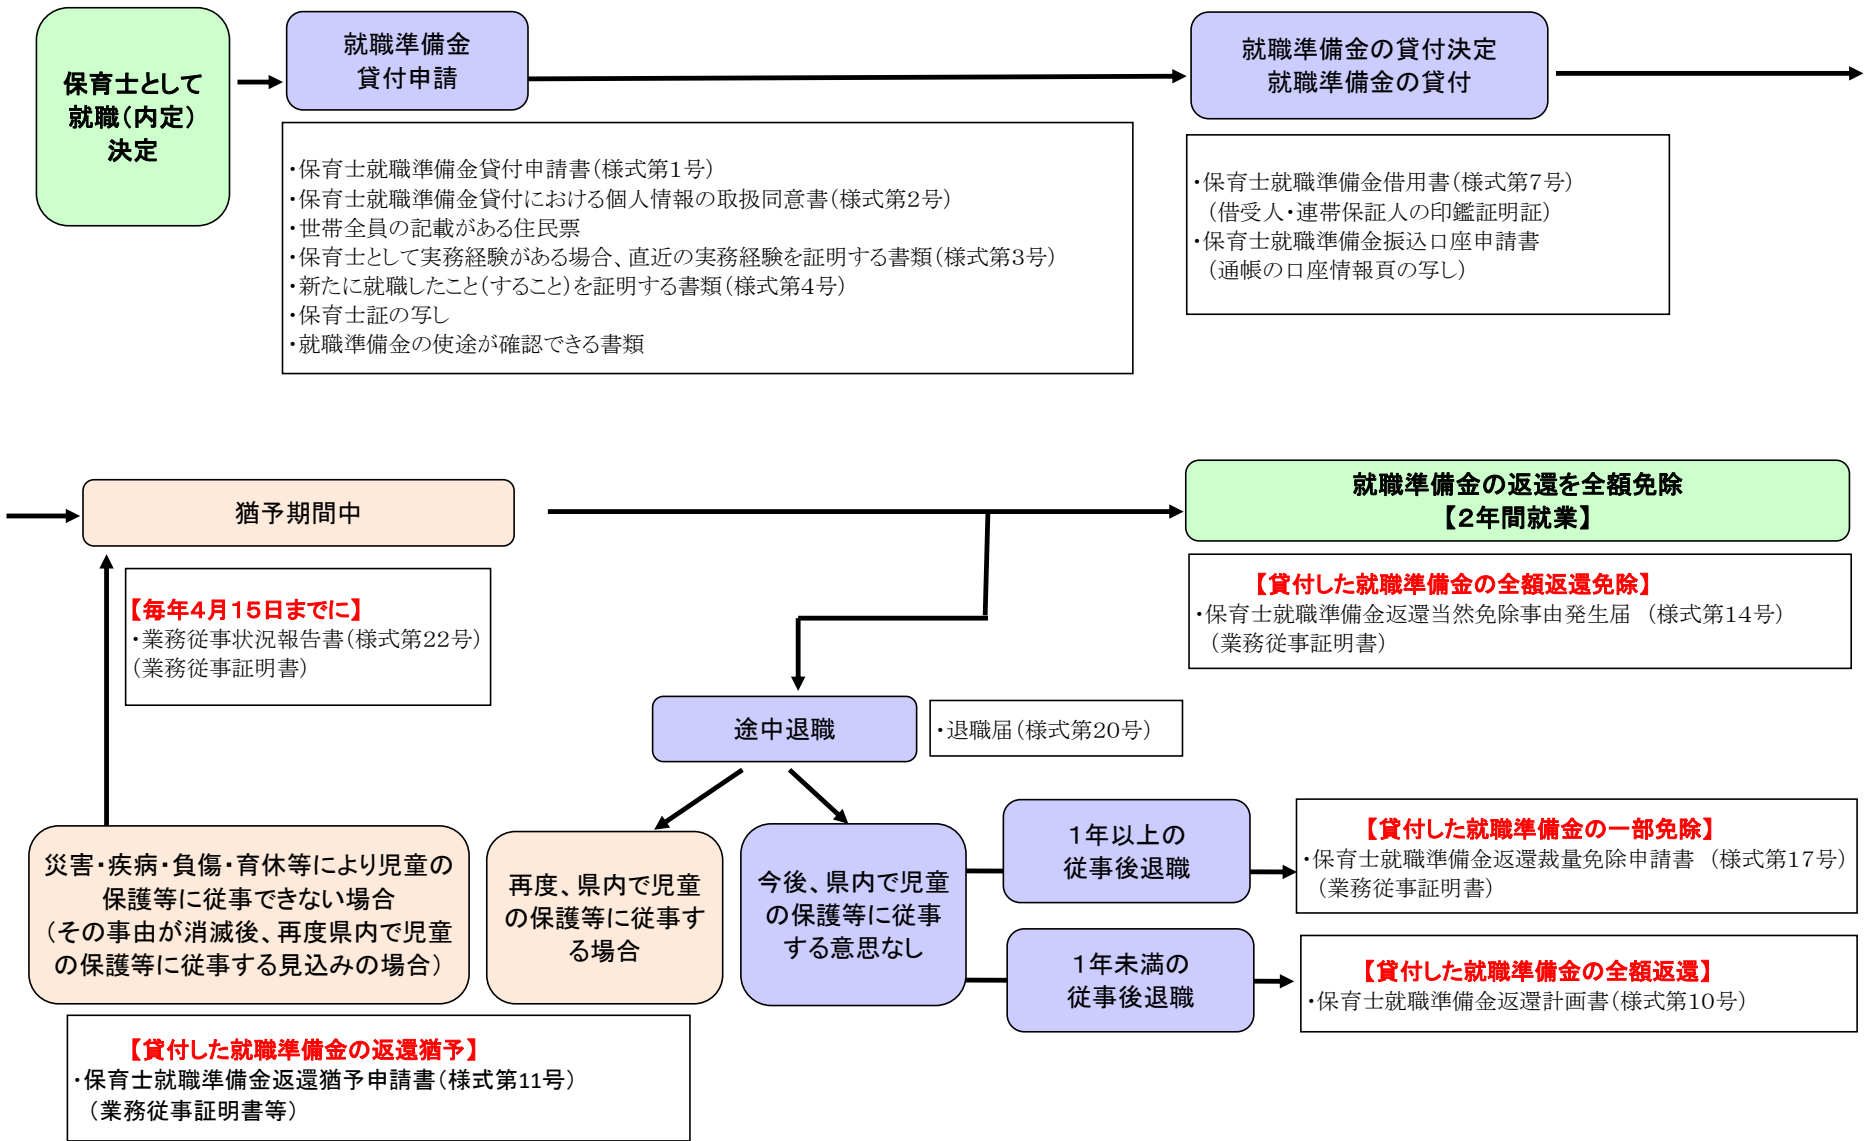 保育士として
就職（内定）
決定
就職準備金
貸付申請
・保育士就職準備金貸付申請書（様式第１号）
・保育士就職準備金貸付における個人情報の取扱同意書（様式第２号）
・世帯全員の記載がある住民票
・保育士として実務経験がある場合、直近の実務経験を証明する書類（様式第３号）
・新たに就職したこと（すること）を証明する書類（様式第４号）
・保育士証の写し
・就職準備金の使途が確認できる書類
就職準備金の貸付決定
就職準備金の貸付
・保育士就職準備金借用書（様式第７号）
（借受人・連帯保証人の印鑑証明証）
・保育士就職準備金振込口座申請書
（通帳の口座情報頁の写し）
猶予期間中
【毎年４月１５日までに】
・業務従事状況報告書（様式第２２号）
（業務従事証明書）
就職準備金の返還を全額免除
【２年間就業】
【貸付した就職準備金の全額返還免除】
・保育士就職準備金返還当然免除事由発生届　（様式第１４号）
（業務従事証明書）
途中退職
・退職届（様式第２０号）
災害・疾病・負傷・育休等により児童の
保護等に従事できない場合
（その事由が消滅後、再度県内で児童
の保護等に従事する見込みの場合）
【貸付した就職準備金の返還猶予】
・保育士就職準備金返還猶予申請書（様式第11号）
（業務従事証明書等）
再度、県内で児童
の保護等に従事す
る場合
今後、県内で児童
の保護等に従事
する意思なし
１年以上の
従事後退職
【貸付した就職準備金の一部免除】
・保育士就職準備金返還裁量免除申請書　（様式第１７号）
（業務従事証明書）
１年未満の
従事後退職
【貸付した就職準備金の全額返還】
・保育士就職準備金返還計画書（様式第１０号）